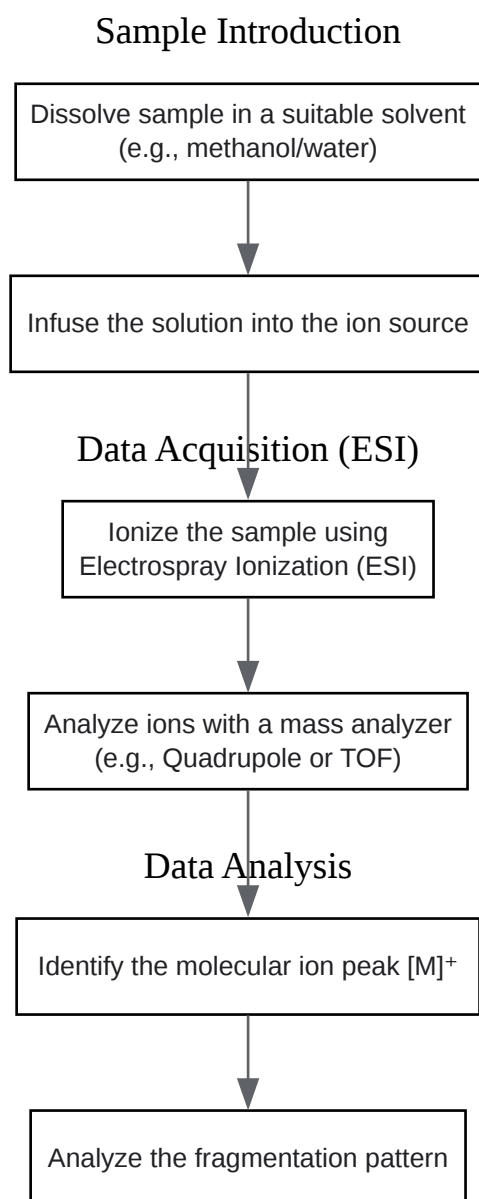 Sample Introduction
Dissolve sample in a suitable solvent
(e.g., methanol/water)
Infuse the solution into the ion source
Data Acquisition (ESI)
Ionize the sample using
Electrospray Ionization (ESI)
Analyze ions with a mass analyzer
(e.g., Quadrupole or TOF)
Data Analysis
Identify the molecular ion peak [M]⁺
Analyze the fragmentation pattern